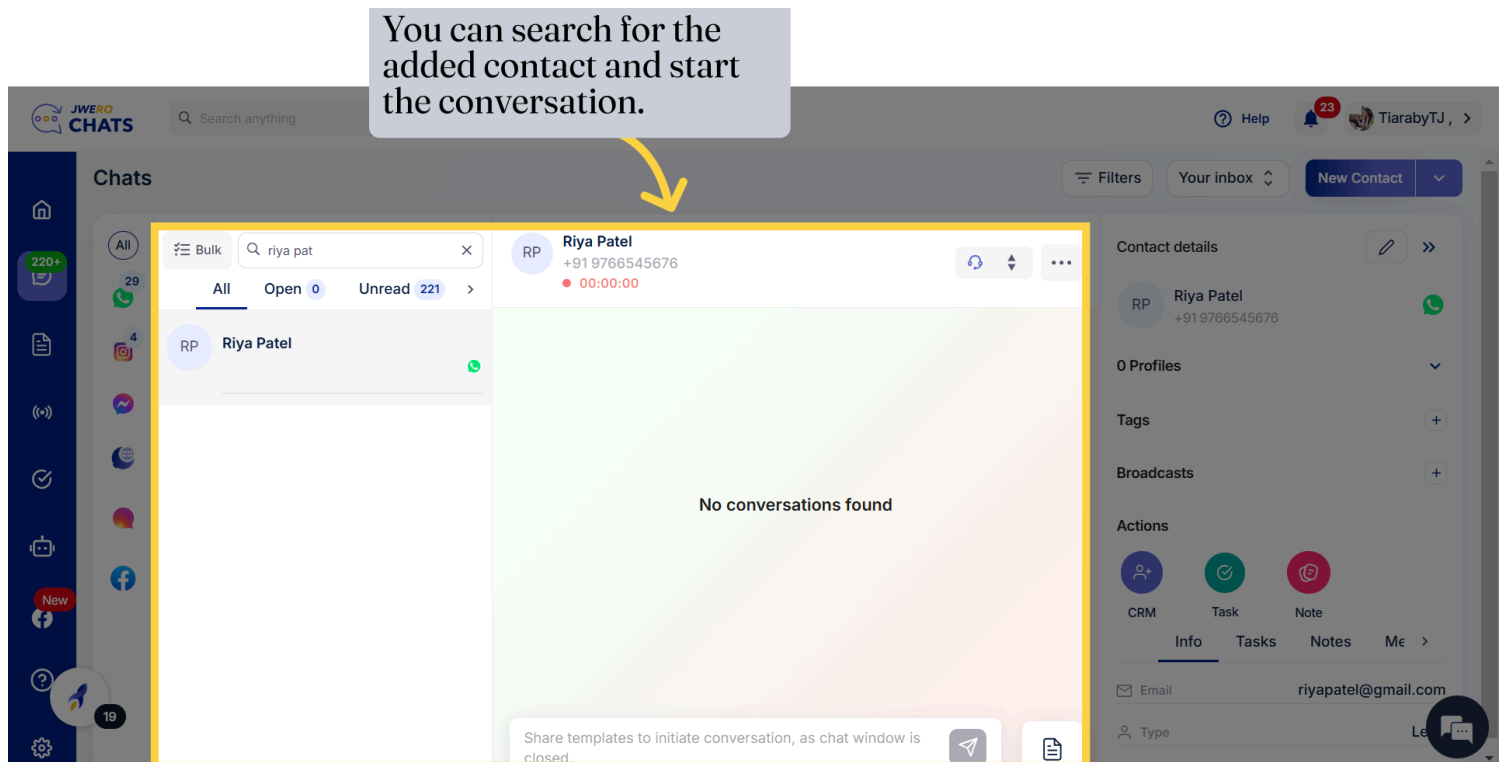 You can search for the
added contact and start
the conversation.
JWERO
CHATS
Search anything
Help
23
TiarabyTJ ,
Chats
Filters
Your inbox
New Contact
220+
All
29
4
New
19
Bulk
riya pat
All
Open 0
Unread 221
RP
Riya Patel
RP
Riya Patel
+91 9766545676
00:00:00
No conversations found
Share templates to initiate conversation, as chat window is
closed.
Contact details
RP
Riya Patel
+91 9766545676
0 Profiles
Tags
Broadcasts
Actions
CRM
Task
Note
Info
Tasks
Notes
Me
Email
riyapatel@gmail.com
Type
Le